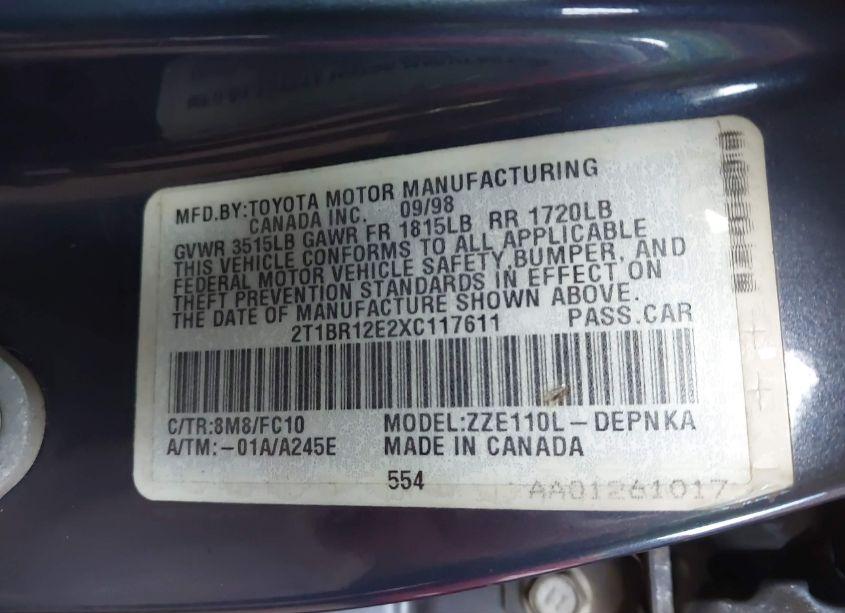 MFD.BY:TOYOTA MOTOR MANUFACTURING
CANADA INC. 09/98
GVWR 3515LB GAWR FR 1815LB RR 1720LB
THIS VEHICLE CONFORMS TO ALL APPLICABLE
FEDERAL MOTOR VEHICLE SAFETY,BUMPER, AND
THEFT PREVENTION STANDARDS IN EFFECT ON
THE DATE OF MANUFACTURE SHOWN ABOVE.
2T1BR12E2XC117611 PASS.CAR
C/TR:8M8/FC10 MODEL:ZZE110L-DEPNKA
A/TM:-01A/A245E MADE IN CANADA
554
AA01261017